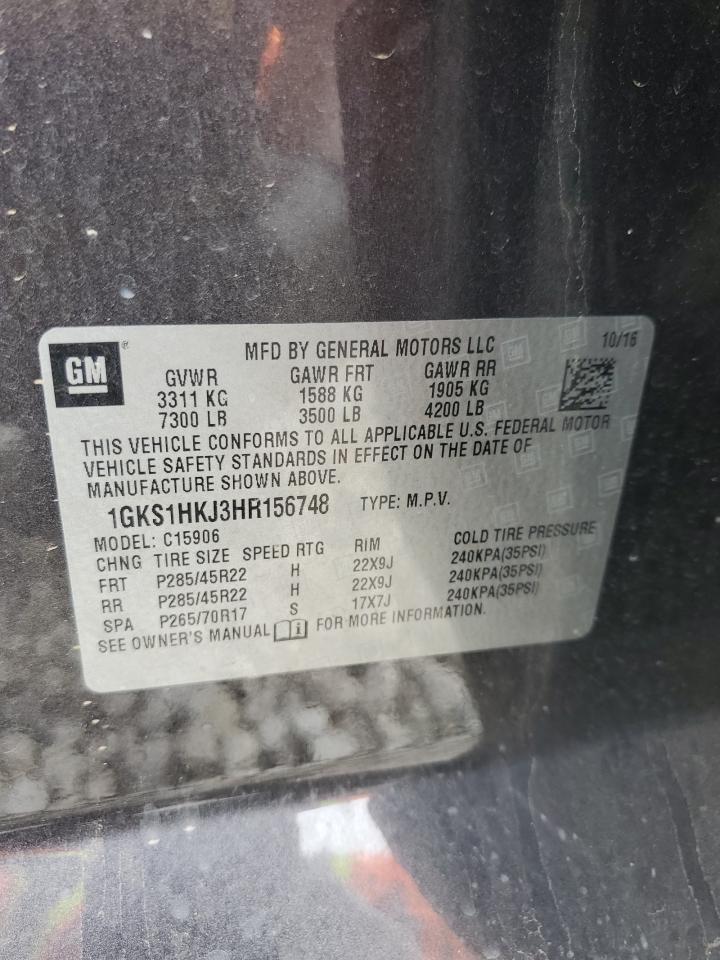 GM ®
MFD BY GENERAL MOTORS LLC 10/16
GVWR GAWR FRT GAWR RR
3311 KG 1588 KG 1905 KG
7300 LB 3500 LB 4200 LB
THIS VEHICLE CONFORMS TO ALL APPLICABLE U.S. FEDERAL MOTOR
VEHICLE SAFETY STANDARDS IN EFFECT ON THE DATE OF
MANUFACTURE SHOWN ABOVE.
1GKS1HKJ3HR156748 TYPE: M.P.V.
MODEL: C15906
CHNG TIRE SIZE SPEED RTG RIM COLD TIRE PRESSURE
FRT P285/45R22 H 22X9J 240KPA(35PSI)
RR P285/45R22 H 22X9J 240KPA(35PSI)
SPA P265/70R17 S 17X7J 240KPA(35PSI)
SEE OWNER'S MANUAL i FOR MORE INFORMATION.